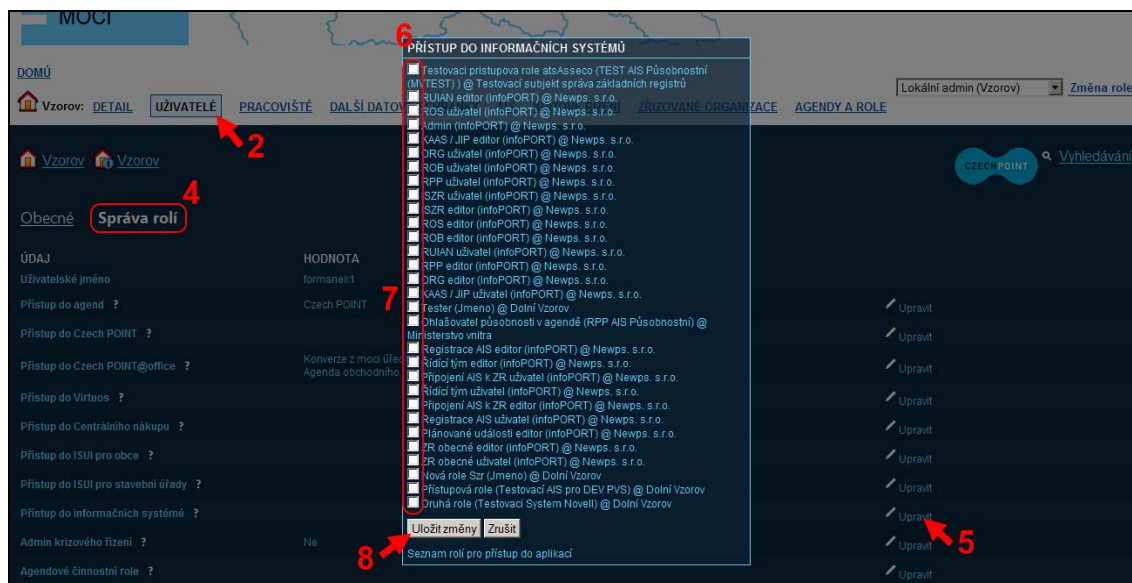 MOCI
6
PŘÍSTUP DO INFORMAČNÍCH SYSTÉMŮ
DOMŮ
Vzorov: DETAIL UŽIVATELÉ PRACOVIŠTĚ DALŠÍ DATOV ZŘIZOVANÉ ORGANIZACE AGENDY A ROLE
Lokální admin (Vzorov) Změna role
2
Vzorov Vzorov
CZECH POINT
Vyhledávání
4
Obecné Správa rolí
Testovaci pristupova role atsAsseco (TEST AIS Působnostní
(MVTEST) ) @ Testovací subjekt správa základních registrů
RUIAN editor (infoPORT) @ Newps. s.r.o.
ROS uživatel (infoPORT) @ Newps. s.r.o.
Admin (infoPORT) @ Newps. s.r.o.
KAAS / JIP editor (infoPORT) @ Newps. s.r.o.
ORG uživatel (infoPORT) @ Newps. s.r.o.
ROB uživatel (infoPORT) @ Newps. s.r.o.
RPP uživatel (infoPORT) @ Newps. s.r.o.
ISZR uživatel (infoPORT) @ Newps. s.r.o.
ISZR editor (infoPORT) @ Newps. s.r.o.
ROS editor (infoPORT) @ Newps. s.r.o.
ROB editor (infoPORT) @ Newps. s.r.o.
RUIAN uživatel (infoPORT) @ Newps. s.r.o.
RPP editor (infoPORT) @ Newps. s.r.o.
ORG editor (infoPORT) @ Newps. s.r.o.
KAAS / JIP uživatel (infoPORT) @ Newps. s.r.o.
Tester (Jmeno) @ Dolní Vzorov
Ohlašovatel působnosti v agendě (RPP AIS Působnostní) @
Ministerstvo vnitra
Registrace AIS editor (infoPORT) @ Newps. s.r.o.
Řídící tým editor (infoPORT) @ Newps. s.r.o.
Připojení AIS k ZR uživatel (infoPORT) @ Newps. s.r.o.
Řídící tým uživatel (infoPORT) @ Newps. s.r.o.
Připojení AIS k ZR editor (infoPORT) @ Newps. s.r.o.
Registrace AIS uživatel (infoPORT) @ Newps. s.r.o.
Plánované události editor (infoPORT) @ Newps. s.r.o.
ZR obecné editor (infoPORT) @ Newps. s.r.o.
ZR obecné uživatel (infoPORT) @ Newps. s.r.o.
Nová role Szr (Jmeno) @ Dolní Vzorov
Přístupová role (Testovací AIS pro DEV PVS) @ Dolní Vzorov
Druhá role (Testovaci System Novell) @ Dolní Vzorov
Uložit změny Zrušit
8
Seznam rolí pro přístup do aplikací
7
ÚDAJ HODNOTA
Uživatelské jméno formanek1
Přístup do agend ? Czech POINT Upravit
Přístup do Czech POINT ? Upravit
Přístup do Czech POINT@office ? Konverze z moci úřed Upravit
Agenda obchodního
Přístup do Virtuos ? Upravit
Přístup do Centrálního nákupu ? Upravit
Přístup do ISUI pro obce ? Upravit
Přístup do ISUI pro stavební úřady ? Upravit
Přístup do informačních systémů ? Upravit
5
Admin krizového řízení ? Ne Upravit
Agendové činnostní role ? Upravit